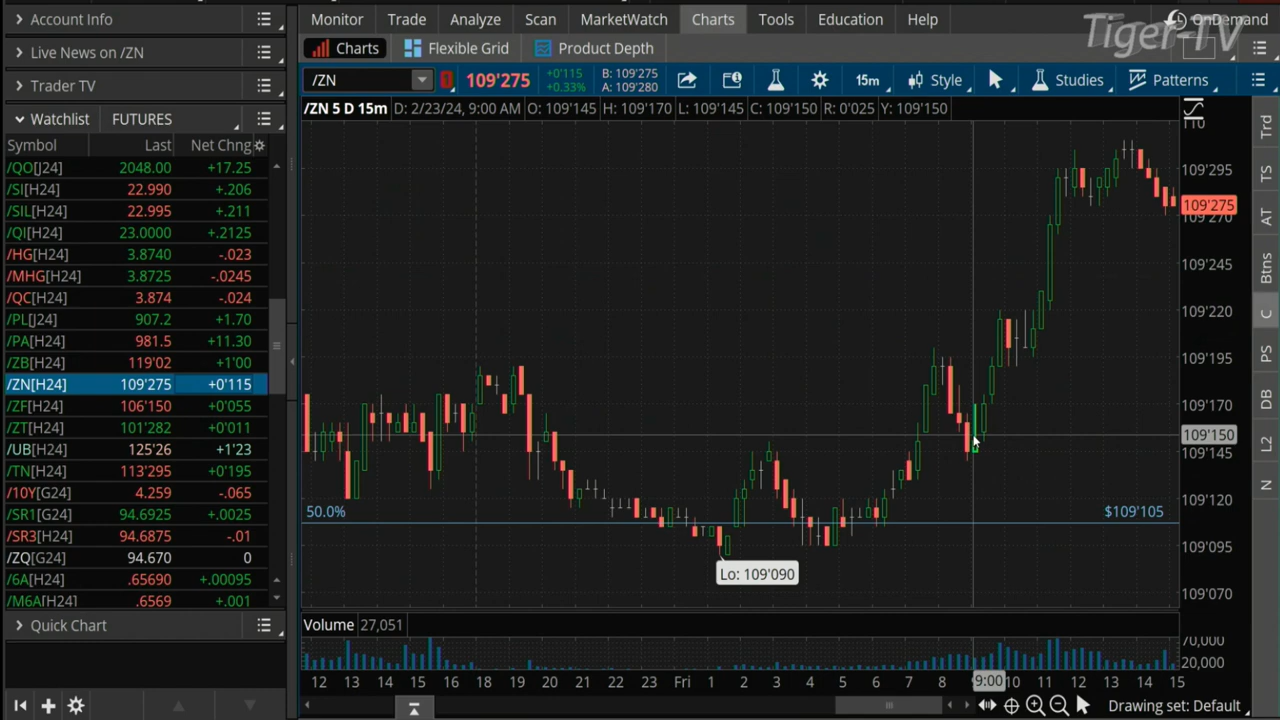 Account Info
Live News on /ZN
Trader TV
Watchlist FUTURES
Symbol Last Net Chng
/QO[J24] 2048.00 +17.25
/SI[H24] 22.990 +.206
/SIL[H24] 22.995 +.211
/QI[H24] 23.0000 +.2125
/HG[H24] 3.8740 -.023
/MHG[H24] 3.8725 -.0245
/QC[H24] 3.874 -.024
/PL[J24] 907.2 +1.70
/PA[H24] 981.5 +11.30
/ZB[H24] 119'02 +1'00
/ZN[H24] 109'275 +0'115
/ZF[H24] 106'150 +0'055
/ZT[H24] 101'282 +0'011
/UB[H24] 125'26 +1'23
/TN[H24] 113'295 +0'195
/10Y[G24] 4.259 -.065
/SR1[G24] 94.6925 +.0025
/SR3[H24] 94.6875 -.01
/ZQ[G24] 94.670 0
/6A[H24] .65690 +.00095
/M6A[H24] .6569 +.001
Quick Chart
Monitor Trade Analyze Scan MarketWatch Charts Tools Education Help
OnDemand
Tiger-TV
Charts Flexible Grid Product Depth
/ZN 109'275 +0'115 B: 109'275 15m Style Studies Patterns
+0.33% A: 109'280
/ZN 5 D 15m D: 2/23/24, 9:00 AM O: 109'145 H: 109'170 L: 109'145 C: 109'150 R: 0'025 Y: 109'150
109'295
109'275
109'270
109'245
109'220
109'195
109'170
109'150
109'145
109'120
50.0% $109'105
109'095
Lo: 109'090
109'070
Volume 27,051
70,000
20,000
12 13 14 15 16 17 18 19 20 21 22 23 Fri 1 2 3 4 5 6 7 8 9:00 10 11 12 13 14 15
Drawing set: Default
Trd
TS
AT
Btns
C
PS
DB
L2
N